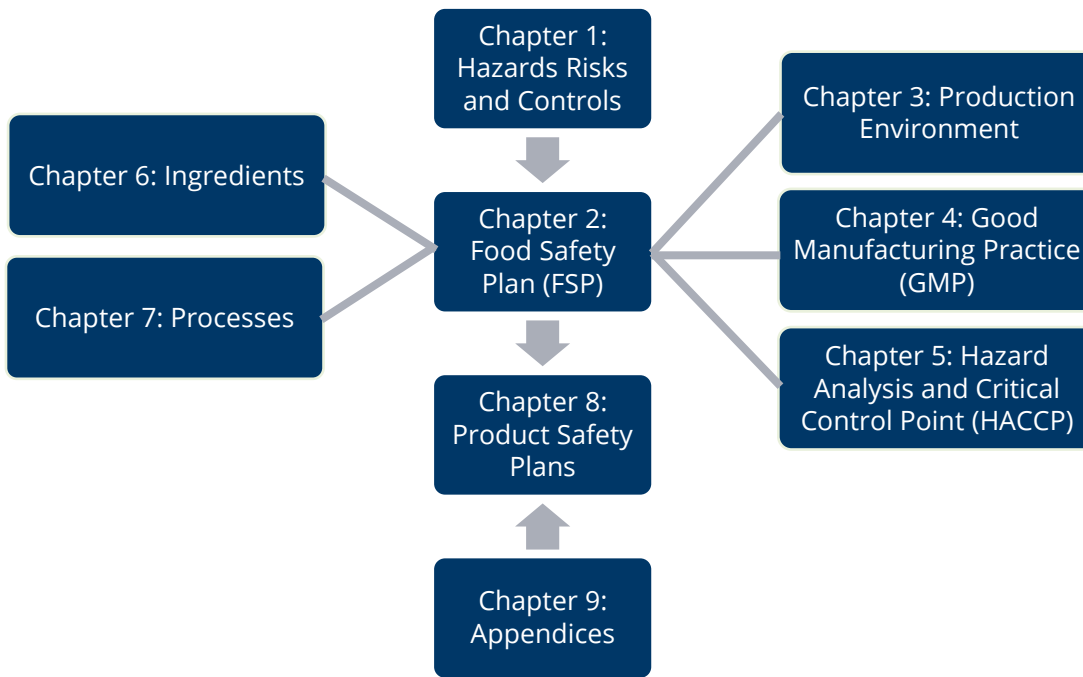 Chapter 1:
Hazards Risks
and Controls
Chapter 6: Ingredients
Chapter 7: Processes
Chapter 2:
Food Safety
Plan (FSP)
Chapter 3: Production
Environment
Chapter 4: Good
Manufacturing Practice
(GMP)
Chapter 5: Hazard
Analysis and Critical
Control Point (HACCP)
Chapter 8:
Product Safety
Plans
Chapter 9:
Appendices